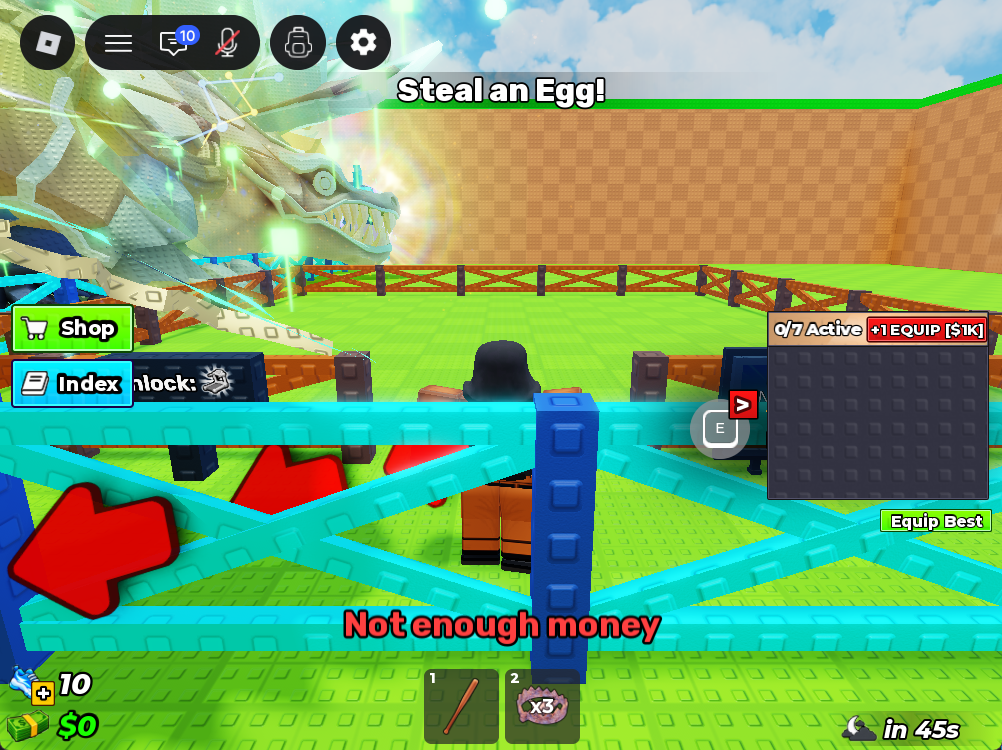 10
Steal an Egg!
Shop
0/7 Active
+1 EQUIP [$1K]
Index
nlock:
>
E
Equip Best
Not enough money
10
$0
1
2
x3
in 45s